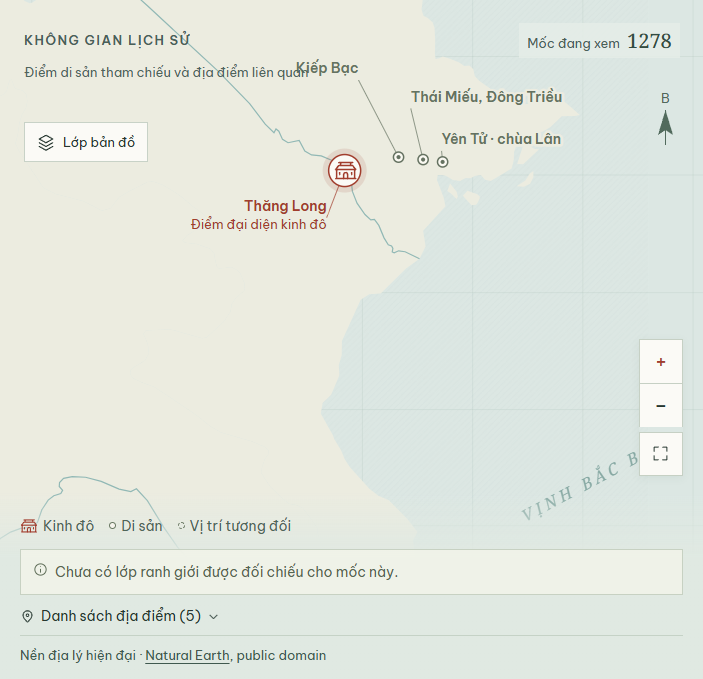 KHÔNG GIAN LỊCH SỬ
Mốc đang xem 1278
Điểm di sản tham chiếu và địa điểm liên quan
Kiếp Bạc
Thái Miếu, Đông Triều
B
Lớp bản đồ
Yên Tử · chùa Lân
Thăng Long
Điểm đại diện kinh đô
+
−
VỊNH BẮC B
Kinh đô
Di sản
Vị trí tương đối
Chưa có lớp ranh giới được đối chiếu cho mốc này.
Danh sách địa điểm (5)
Nền địa lý hiện đại · Natural Earth, public domain